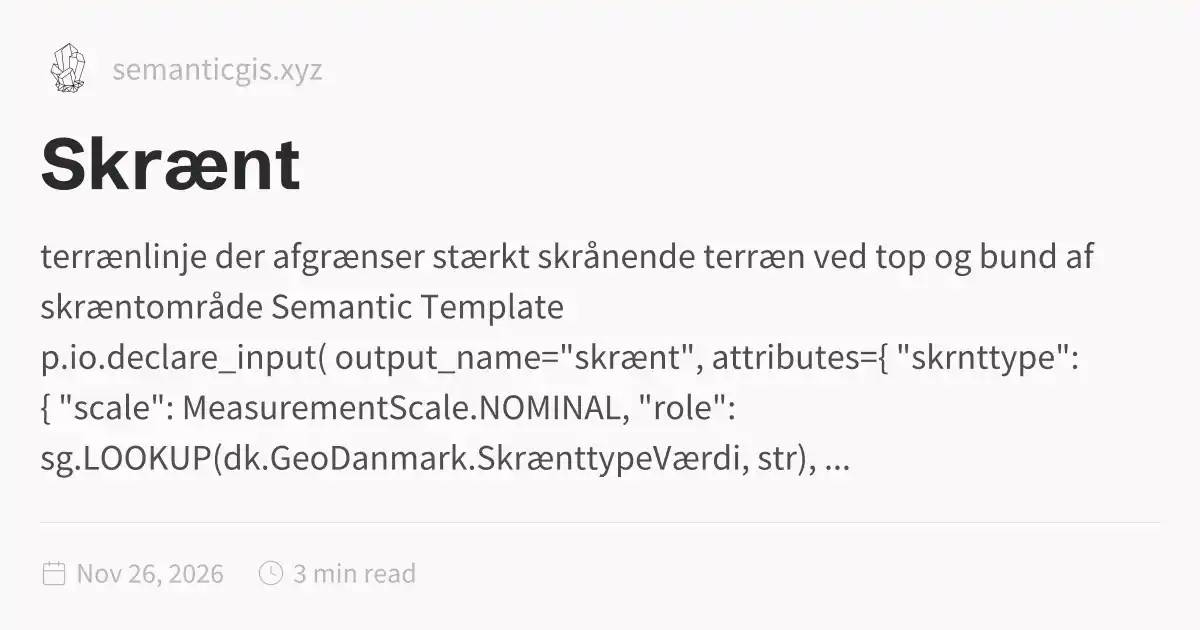 semanticgis.xyz
Skrænt
terrænlinje der afgrænser stærkt skrånende terræn ved top og bund af
skræntområde Semantic Template
p.io.declare_input( output_name="skrænt", attributes={ "skrnttype":
{ "scale": MeasurementScale.NOMINAL, "role":
sg.LOOKUP(dk.GeoDanmark.SkrænttypeVærdi, str), ...
Nov 26, 2026 3 min read